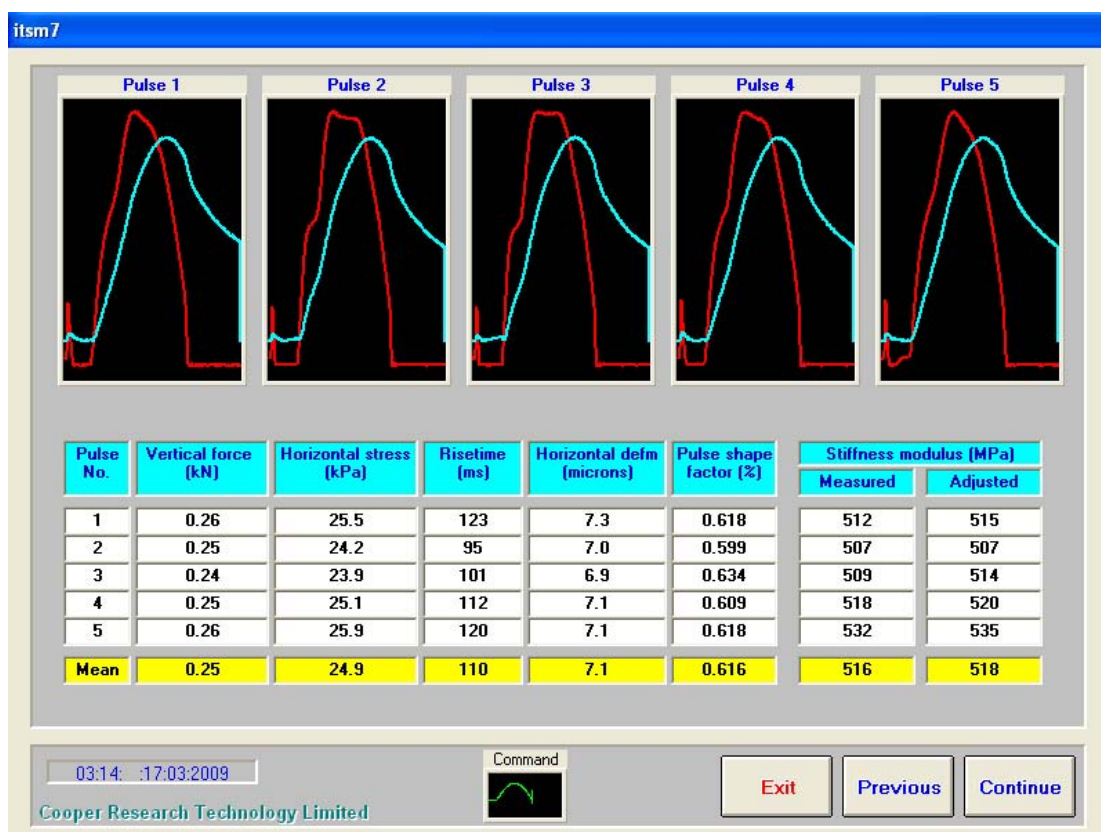 itsm7
Pulse 1 Pulse 2 Pulse 3 Pulse 4 Pulse 5
Pulse No. Vertical force (kN) Horizontal stress (kPa) Risetime (ms) Horizontal defm (microns) Pulse shape factor (%) Stiffness modulus (MPa)
Measured Adjusted
1 0.26 25.5 123 7.3 0.618 512 515
2 0.25 24.2 95 7.0 0.599 507 507
3 0.24 23.9 101 6.9 0.634 509 514
4 0.25 25.1 112 7.1 0.609 518 520
5 0.26 25.9 120 7.1 0.618 532 535
Mean 0.25 24.9 110 7.1 0.616 516 518
03:14: :17:03:2009
Cooper Research Technology Limited
Command
Exit Previous Continue